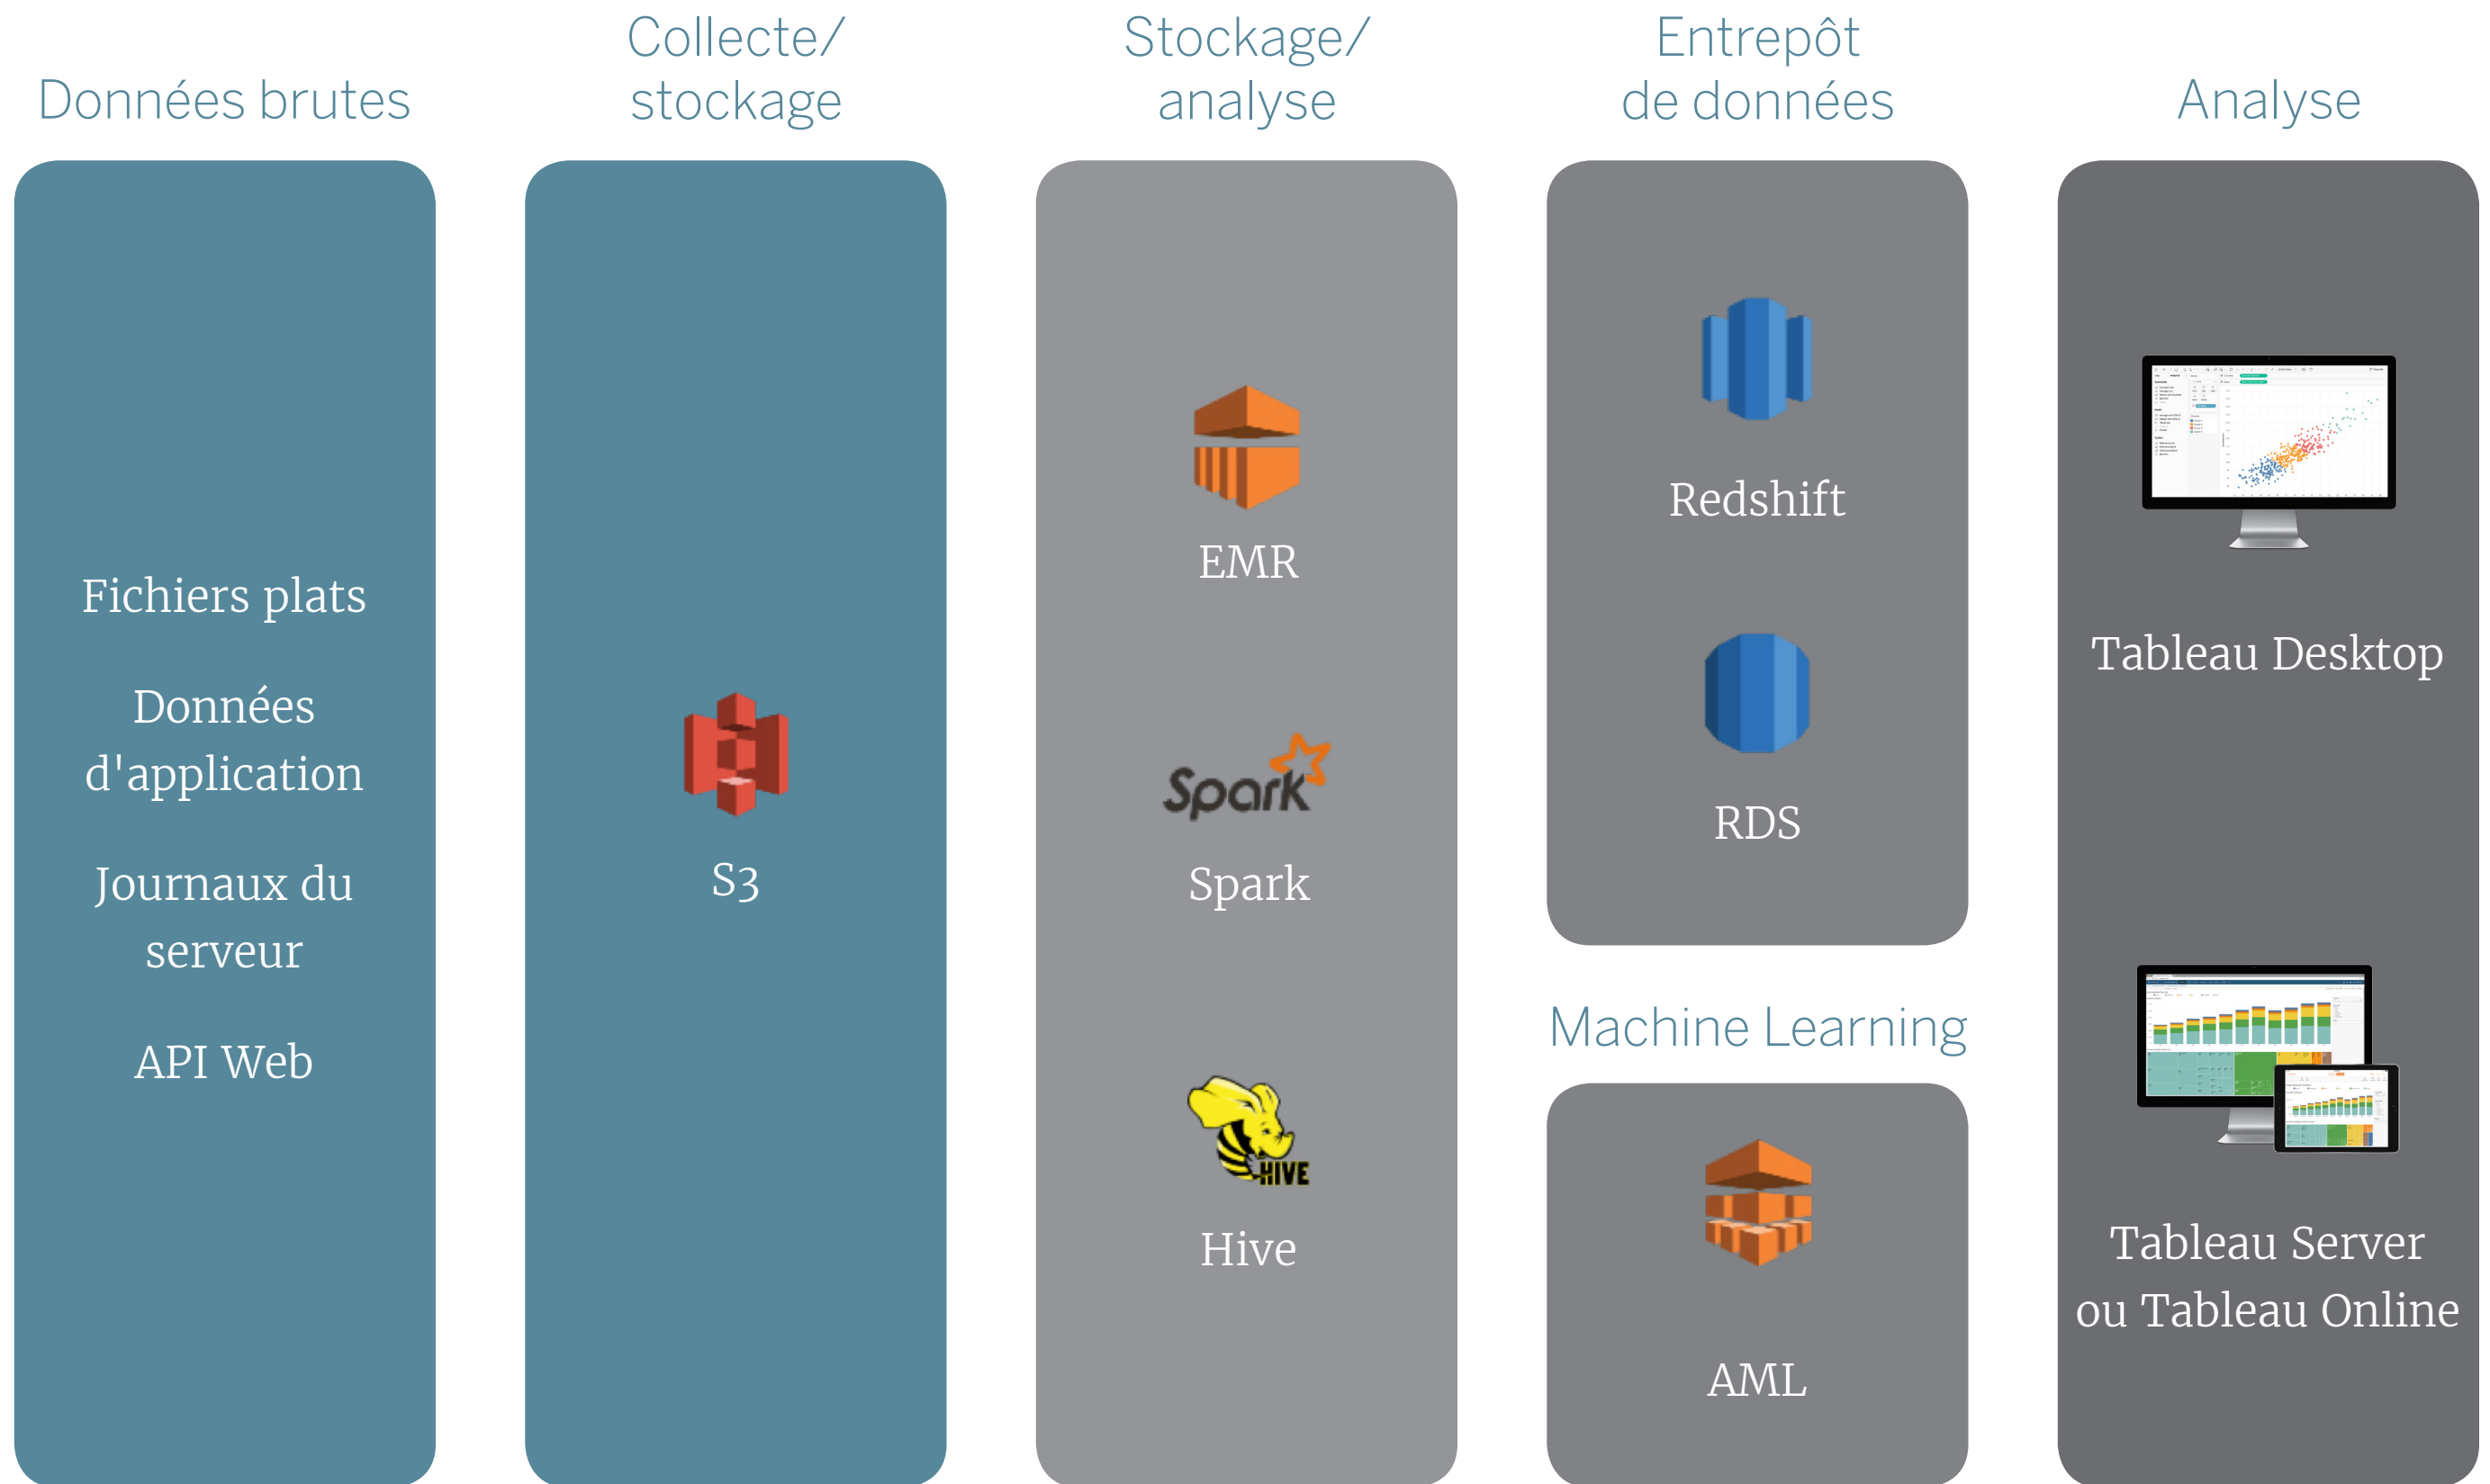 Données brutes
Fichiers plats
Données
d'application
Journaux du
serveur
API Web
Collecte/
stockage
S3
Stockage/
analyse
EMR
Spark
Spark
HIVE
Hive
Entrepôt
de données
Redshift
RDS
Machine Learning
AML
Analyse
Tableau Desktop
Tableau Server
ou Tableau Online